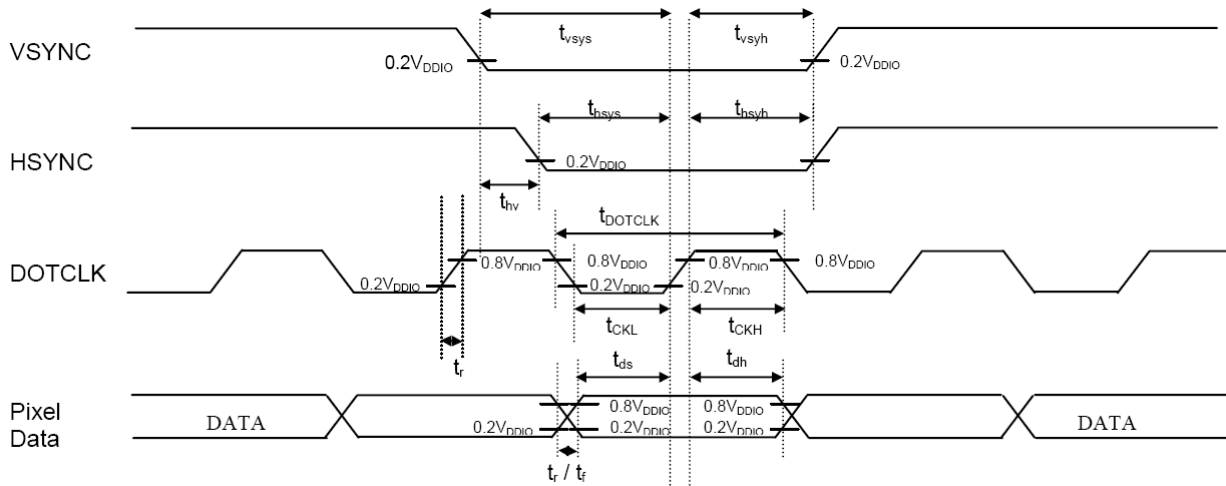 t_vsys t_vsyh
VSYNC
0.2V_DDIO 0.2V_DDIO
t_hsys t_hsyh
HSYNC
0.2V_DDIO
t_hv
t_DOTCLK
DOTCLK
0.8V_DDIO 0.8V_DDIO 0.8V_DDIO 0.8V_DDIO
0.2V_DDIO 0.2V_DDIO 0.2V_DDIO
t_CKL t_CKH
t_r
t_ds t_dh
Pixel
Data
DATA DATA
0.8V_DDIO 0.8V_DDIO
0.2V_DDIO 0.2V_DDIO 0.2V_DDIO
t_r / t_f